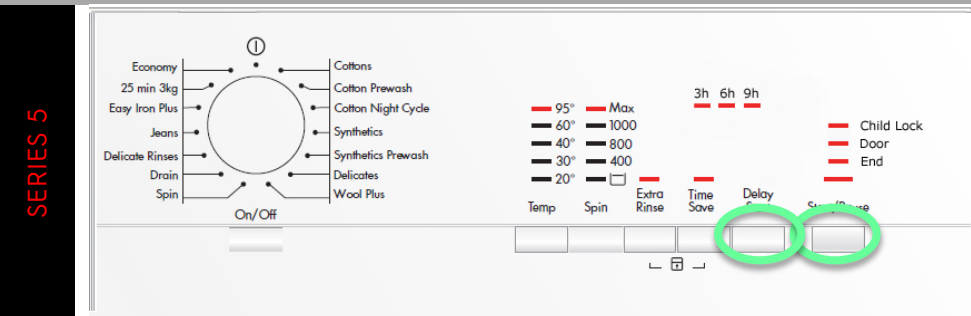 SERIES 5
Economy
25 min 3kg
Easy Iron Plus
Jeans
Delicate Rinses
Drain
Spin
Cottons
Cotton Prewash
Cotton Night Cycle
Synthetics
Synthetics Prewash
Delicates
Wool Plus
On/Off
95°
60°
40°
30°
20°
Temp
Max
1000
800
400
Spin
Extra
Rinse
Time
Save
3h 6h 9h
Delay
Child Lock
Door
End